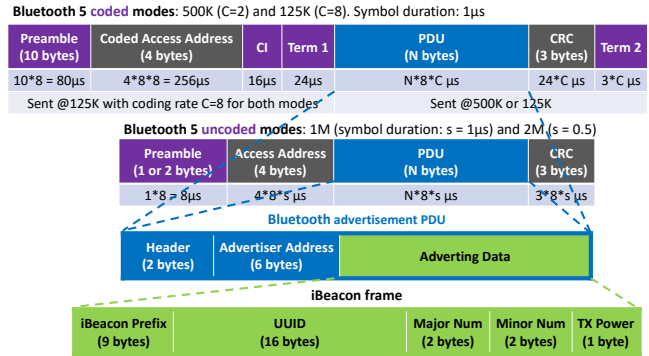 Bluetooth 5 coded modes: 500K (C=2) and 125K (C=8). Symbol duration: 1µs
Preamble (10 bytes) Coded Access Address (4 bytes) CI Term 1 PDU (N bytes) CRC (3 bytes) Term 2
10*8 = 80µs 4*8*8 = 256µs 16µs 24µs N*8*C µs 24*C µs 3*C µs
Sent @125K with coding rate C=8 for both modes Sent @500K or 125K
Bluetooth 5 uncoded modes: 1M (symbol duration: s = 1µs) and 2M (s = 0.5)
Preamble (1 or 2 bytes) Access Address (4 bytes) PDU (N bytes) CRC (3 bytes)
1*8 = 8µs 4*8*s µs N*8*s µs 3*8*s µs
Bluetooth advertisement PDU
Header (2 bytes) Advertiser Address (6 bytes) Adverting Data
iBeacon frame
iBeacon Prefix (9 bytes) UUID (16 bytes) Major Num (2 bytes) Minor Num (2 bytes) TX Power (1 byte)